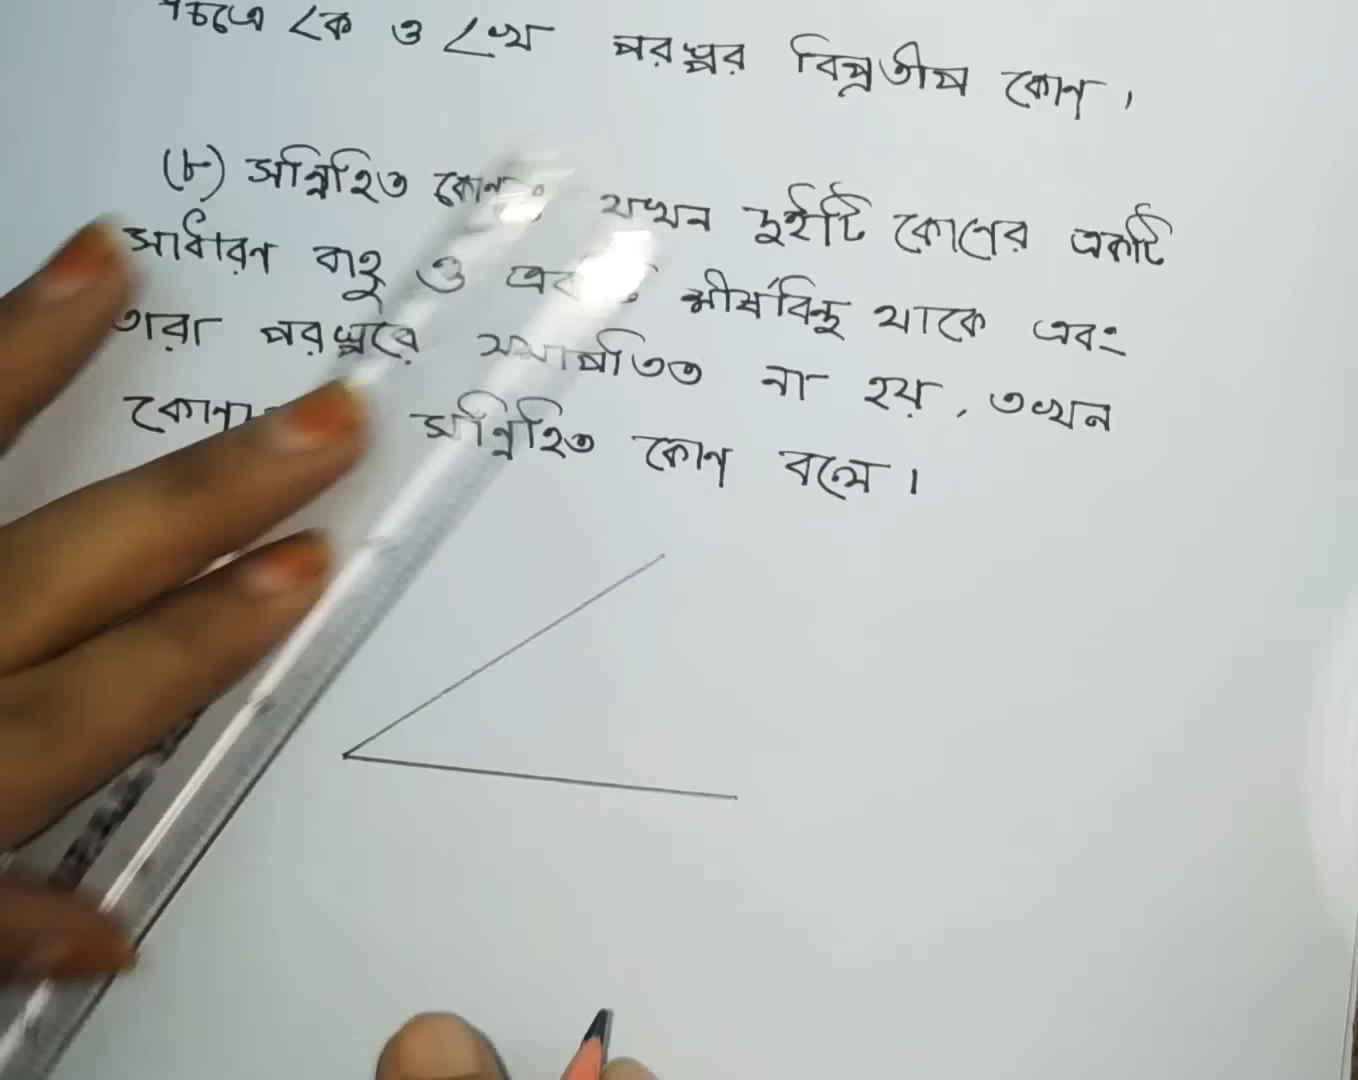 চিত্রে ∠ক ও ∠খ পরস্পর বিপ্রতীপ কোণ।
(৮) সন্নিহিত কোণঃ যখন দুইটি কোণের একটি
সাধারণ বাহু ও একটি শীর্ষবিন্দু থাকে এবং
তারা পরস্পরে সমাপতিত না হয়, তখন
সন্নিহিত কোণ বলে।